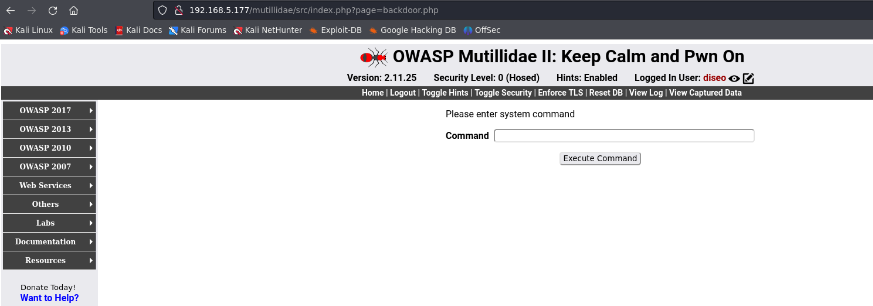 192.168.5.177/mutillidae/src/index.php?page=backdoor.php
Kali Linux Kali Tools Kali Docs Kali Forums Kali NetHunter Exploit-DB Google Hacking DB OffSec
OWASP Mutillidae II: Keep Calm and Pwn On
Version: 2.11.25 Security Level: 0 (Hosed) Hints: Enabled Logged In User: diseo
Home | Logout | Toggle Hints | Toggle Security | Enforce TLS | Reset DB | View Log | View Captured Data
OWASP 2017
OWASP 2013
OWASP 2010
OWASP 2007
Web Services
Others
Labs
Documentation
Resources
Donate Today!
Want to Help?
Please enter system command
Command
Execute Command